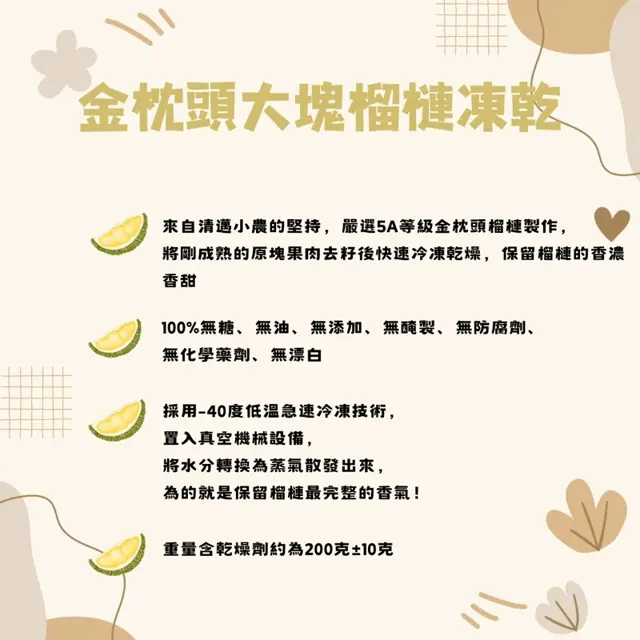 金枕頭大塊榴槤凍乾
來自清邁小農的堅持，嚴選5A等級金枕頭榴槤製作，
將剛成熟的原塊果肉去籽後快速冷凍乾燥，保留榴槤的香濃
香甜
100%無糖、無油、無添加、無醃製、無防腐劑、
無化學藥劑、無漂白
採用-40度低溫急速冷凍技術，
置入真空機械設備，
將水分轉換為蒸氣散發出來，
為的就是保留榴槤最完整的香氣！
重量含乾燥劑約為200克±10克